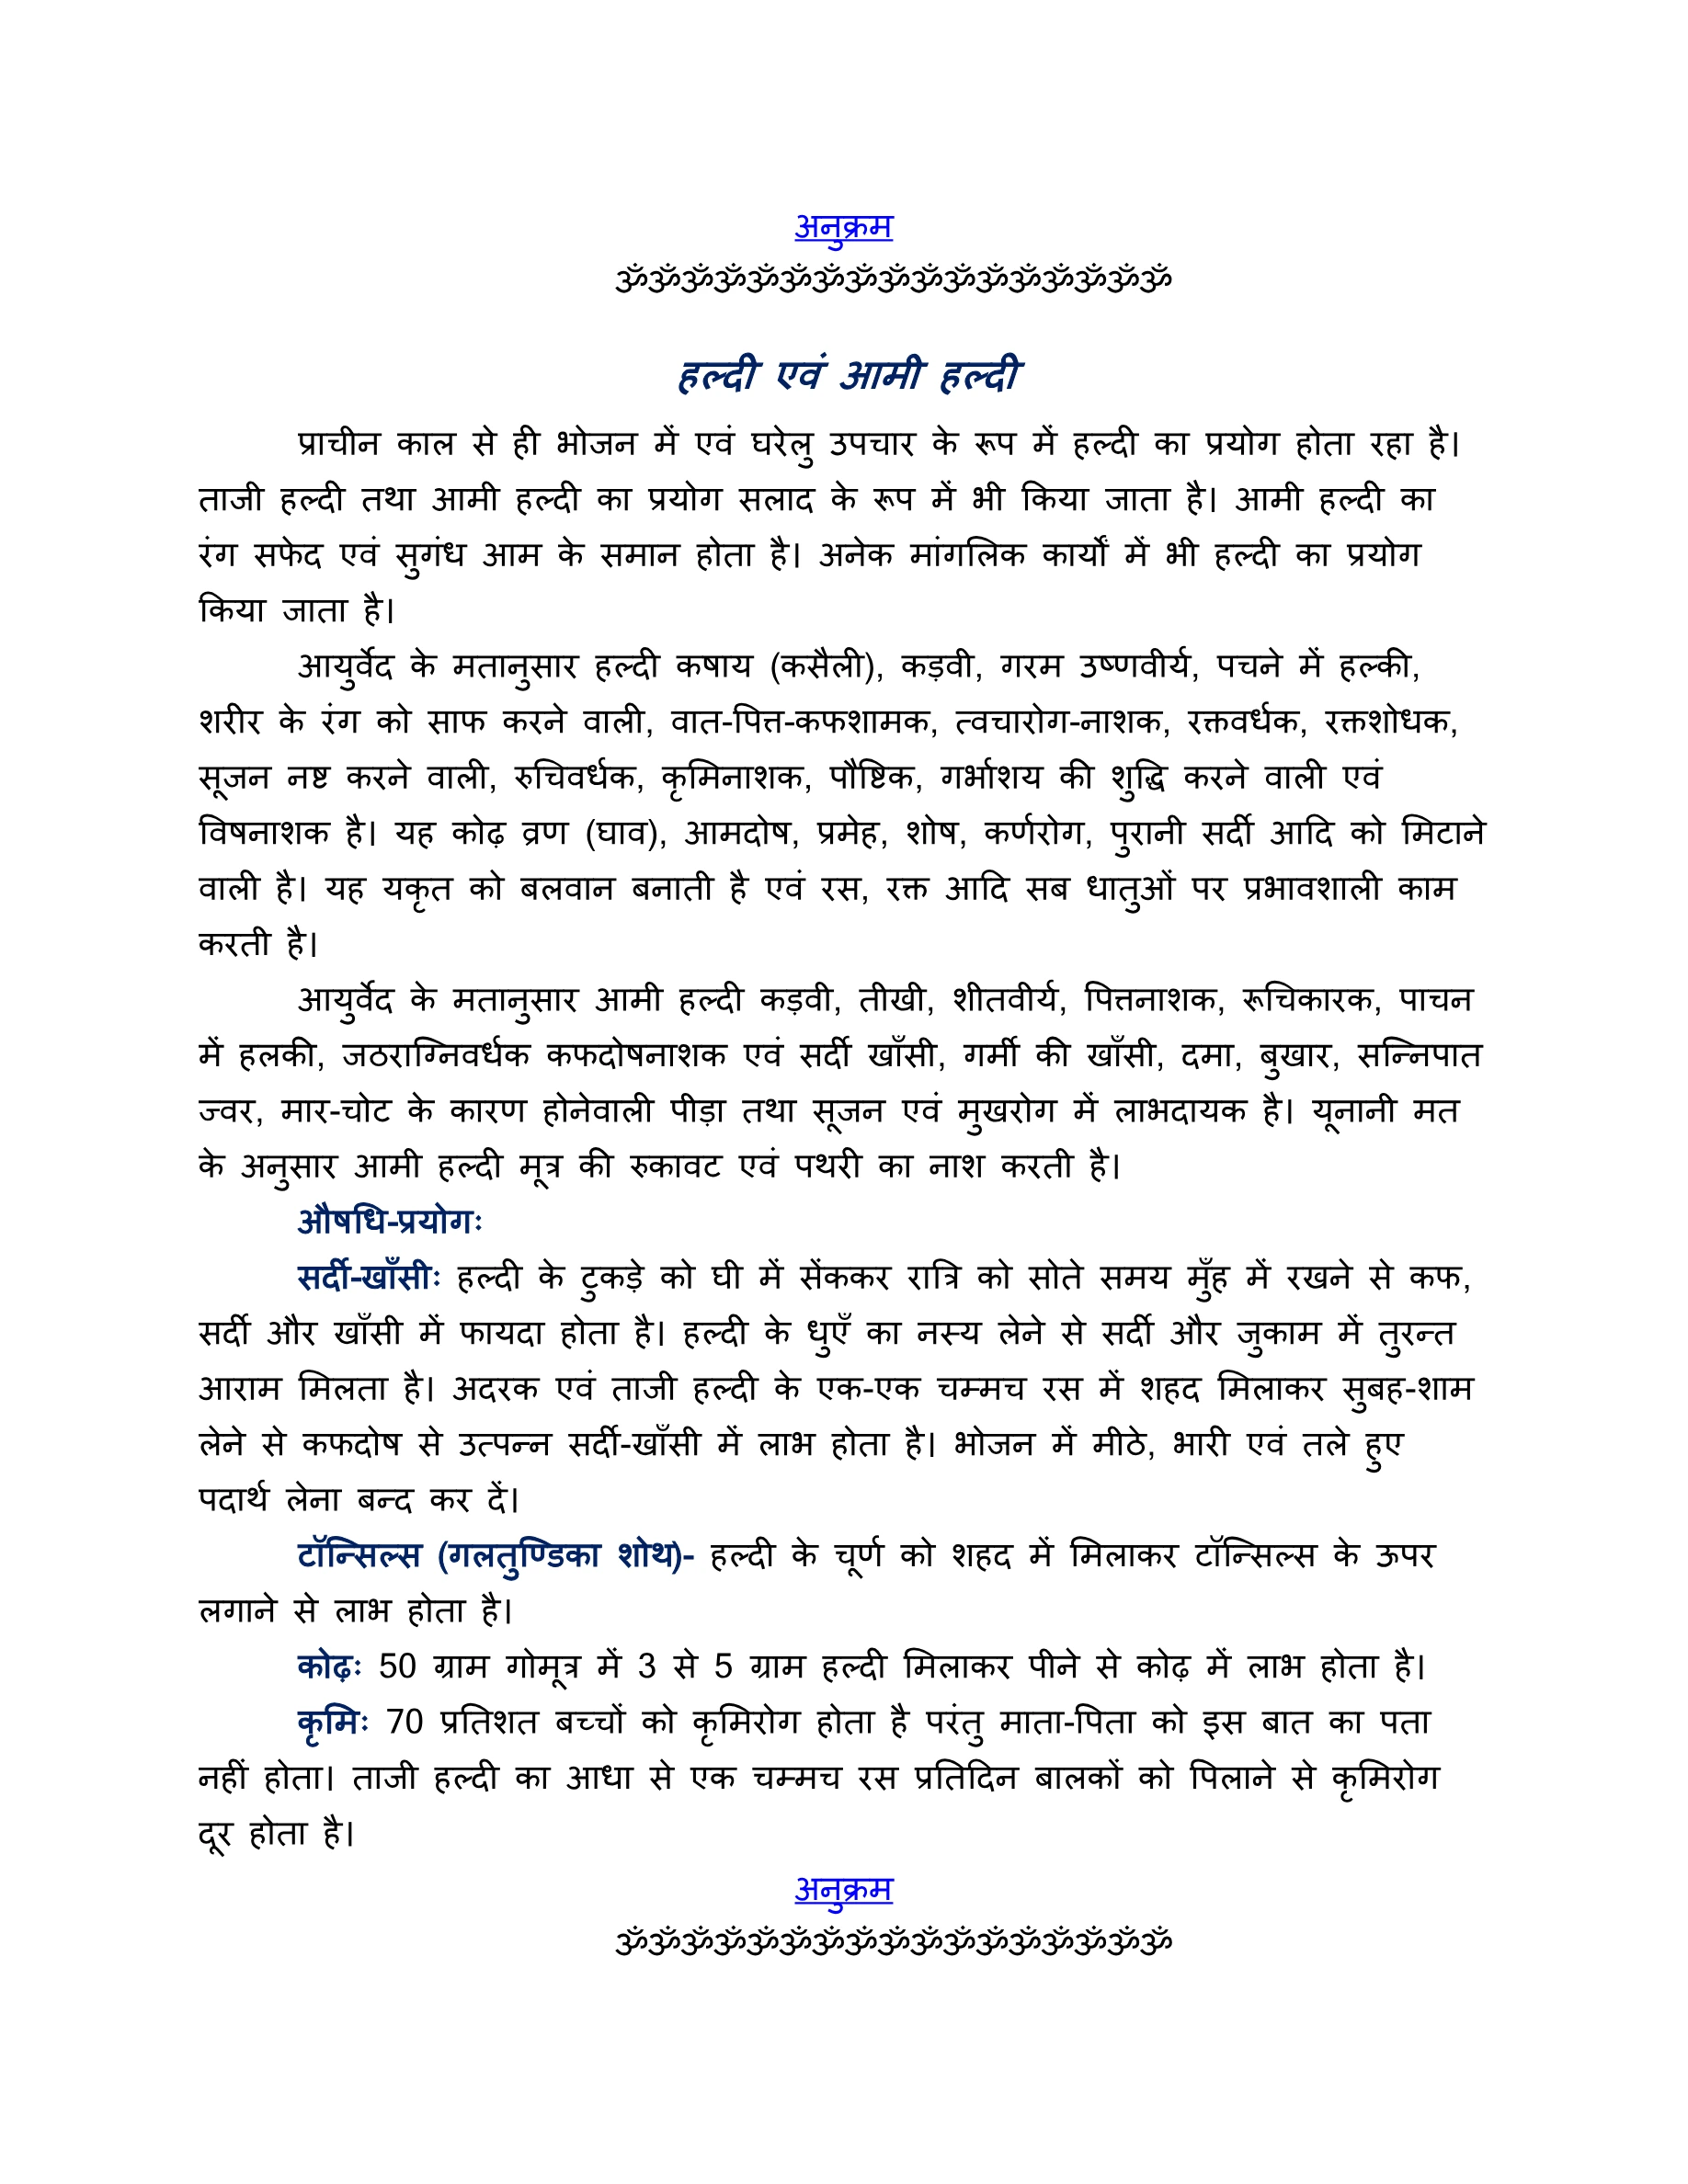 अनुक्रम
ॐॐॐॐॐॐॐॐॐॐॐॐॐॐॐॐॐ
हल्दी एवं आमी हल्दी
प्राचीन काल से ही भोजन में एवं घरेलु उपचार के रूप में हल्दी का प्रयोग होता रहा है।
ताजी हल्दी तथा आमी हल्दी का प्रयोग सलाद के रूप में भी किया जाता है। आमी हल्दी का
रंग सफेद एवं सुगंध आम के समान होता है। अनेक मांगलिक कार्यों में भी हल्दी का प्रयोग
किया जाता है।
आयुर्वेद के मतानुसार हल्दी कषाय (कसैली), कड़वी, गरम उष्णवीर्य, पचने में हल्की,
शरीर के रंग को साफ करने वाली, वात-पित्त-कफशामक, त्वचारोग-नाशक, रक्तवर्धक, रक्तशोधक,
सूजन नष्ट करने वाली, रुचिवर्धक, कृमिनाशक, पौष्टिक, गर्भाशय की शुद्धि करने वाली एवं
विषनाशक है। यह कोढ़ व्रण (घाव), आमदोष, प्रमेह, शोष, कर्णरोग, पुरानी सर्दी आदि को मिटाने
वाली है। यह यकृत को बलवान बनाती है एवं रस, रक्त आदि सब धातुओं पर प्रभावशाली काम
करती है।
आयुर्वेद के मतानुसार आमी हल्दी कड़वी, तीखी, शीतवीर्य, पित्तनाशक, रूचिकारक, पाचन
में हलकी, जठराग्निवर्धक कफदोषनाशक एवं सर्दी खाँसी, गर्मी की खाँसी, दमा, बुखार, सन्निपात
ज्वर, मार-चोट के कारण होनेवाली पीड़ा तथा सूजन एवं मुखरोग में लाभदायक है। यूनानी मत
के अनुसार आमी हल्दी मूत्र की रुकावट एवं पथरी का नाश करती है।
औषधि-प्रयोगः
सर्दी-खाँसीः हल्दी के टुकड़े को घी में सेंककर रात्रि को सोते समय मुँह में रखने से कफ,
सर्दी और खाँसी में फायदा होता है। हल्दी के धुएँ का नस्य लेने से सर्दी और जुकाम में तुरन्त
आराम मिलता है। अदरक एवं ताजी हल्दी के एक-एक चम्मच रस में शहद मिलाकर सुबह-शाम
लेने से कफदोष से उत्पन्न सर्दी-खाँसी में लाभ होता है। भोजन में मीठे, भारी एवं तले हुए
पदार्थ लेना बन्द कर दें।
टॉन्सिल्स (गलतुण्डिका शोथ)- हल्दी के चूर्ण को शहद में मिलाकर टॉन्सिल्स के ऊपर
लगाने से लाभ होता है।
कोढ़ः 50 ग्राम गोमूत्र में 3 से 5 ग्राम हल्दी मिलाकर पीने से कोढ़ में लाभ होता है।
कृमिः 70 प्रतिशत बच्चों को कृमिरोग होता है परंतु माता-पिता को इस बात का पता
नहीं होता। ताजी हल्दी का आधा से एक चम्मच रस प्रतिदिन बालकों को पिलाने से कृमिरोग
दूर होता है।
अनुक्रम
ॐॐॐॐॐॐॐॐॐॐॐॐॐॐॐॐॐ